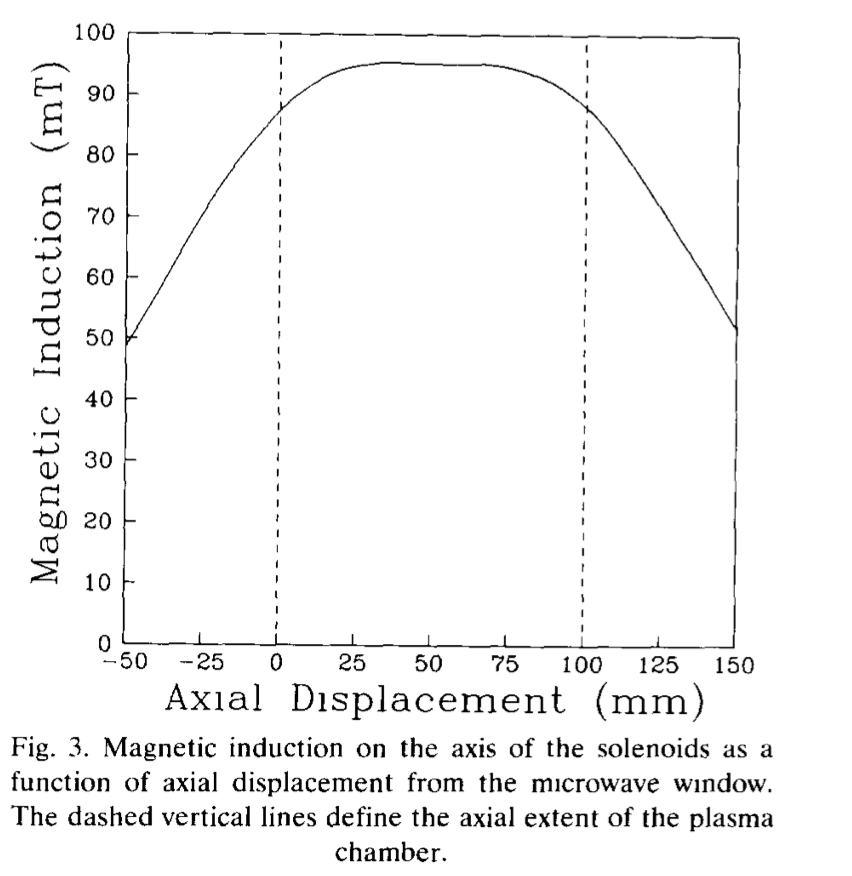 100
90
80
70
60
50
40
30
20
10
0
Magnetic Induction (mT)
−50 −25 0 25 50 75 100 125 150
Axial Displacement (mm)
Fig. 3. Magnetic induction on the axis of the solenoids as a
function of axial displacement from the microwave window.
The dashed vertical lines define the axial extent of the plasma
chamber.